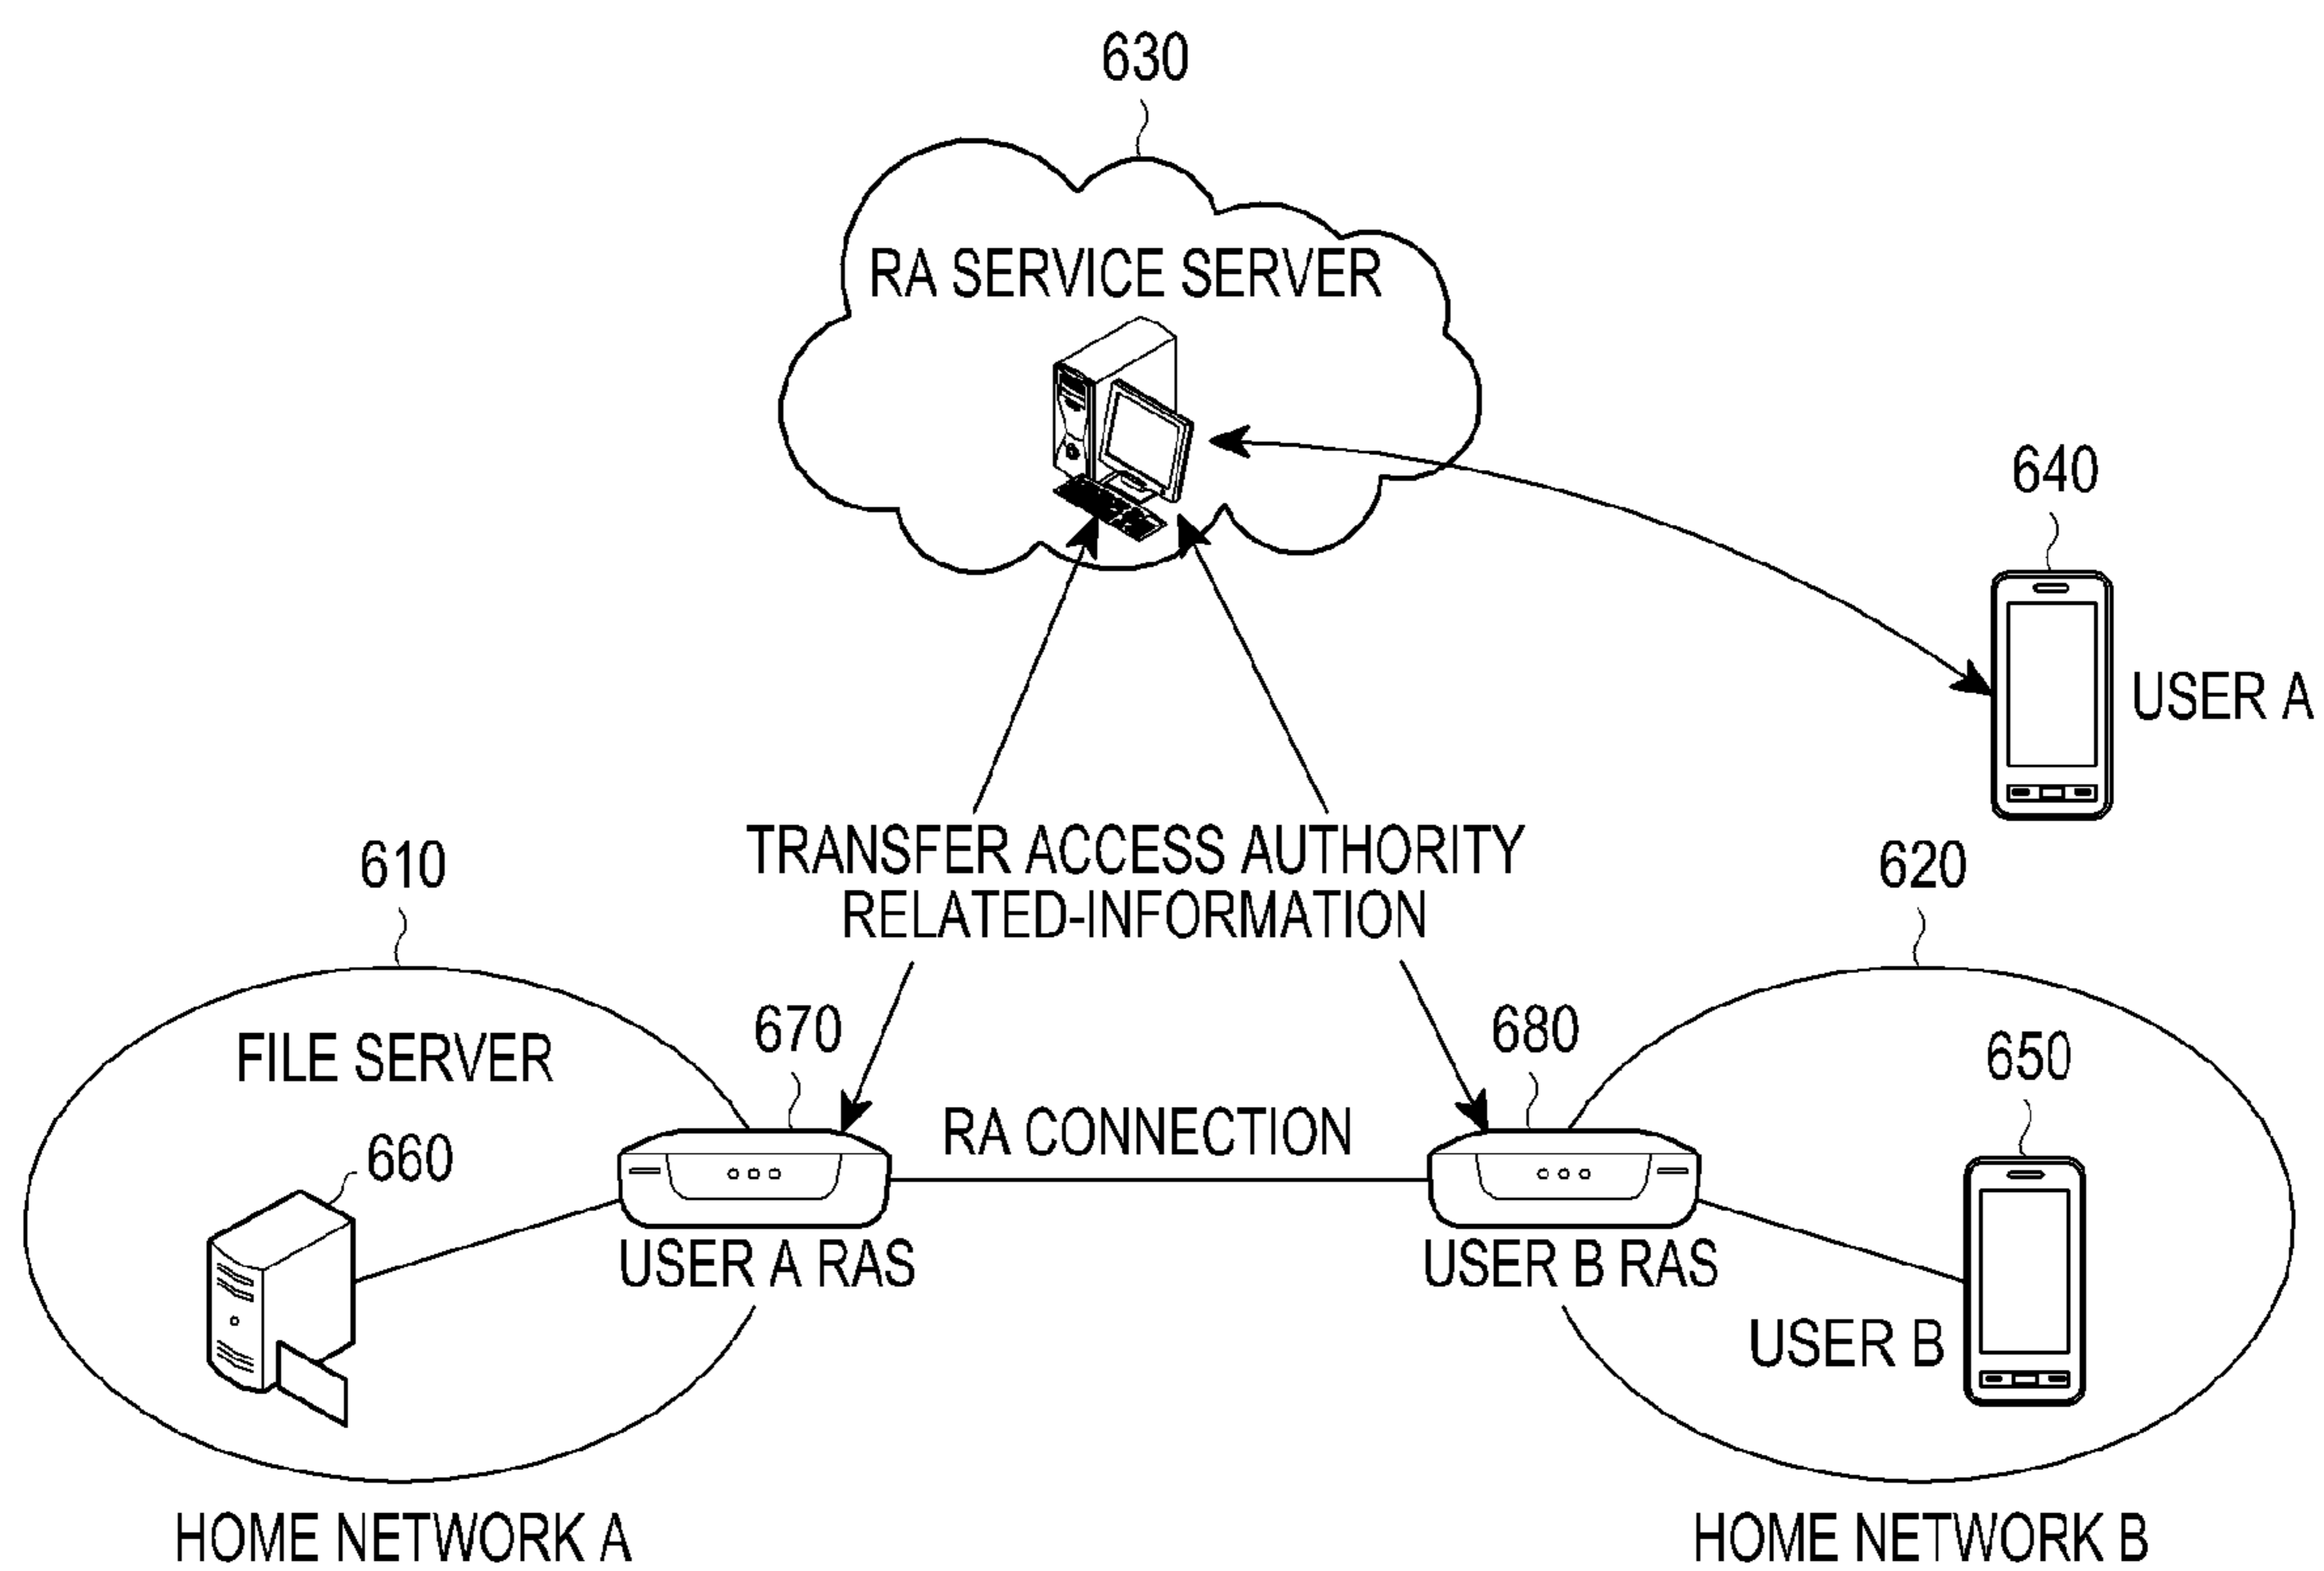 630
RA SERVICE SERVER
640
USER A
TRANSFER ACCESS AUTHORITY
RELATED-INFORMATION
610
620
FILE SERVER
670
680
650
RA CONNECTION
660
USER A RAS
USER B RAS
USER B
HOME NETWORK A
HOME NETWORK B